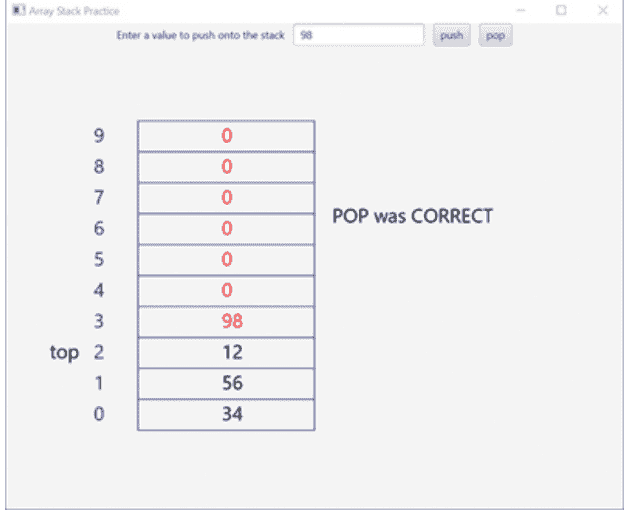 Array Stack Practice
Enter a value to push onto the stack 98 push pop
9 0
8 0
7 0
6 0
POP was CORRECT
5 0
4 0
3 98
top 2 12
1 56
0 34